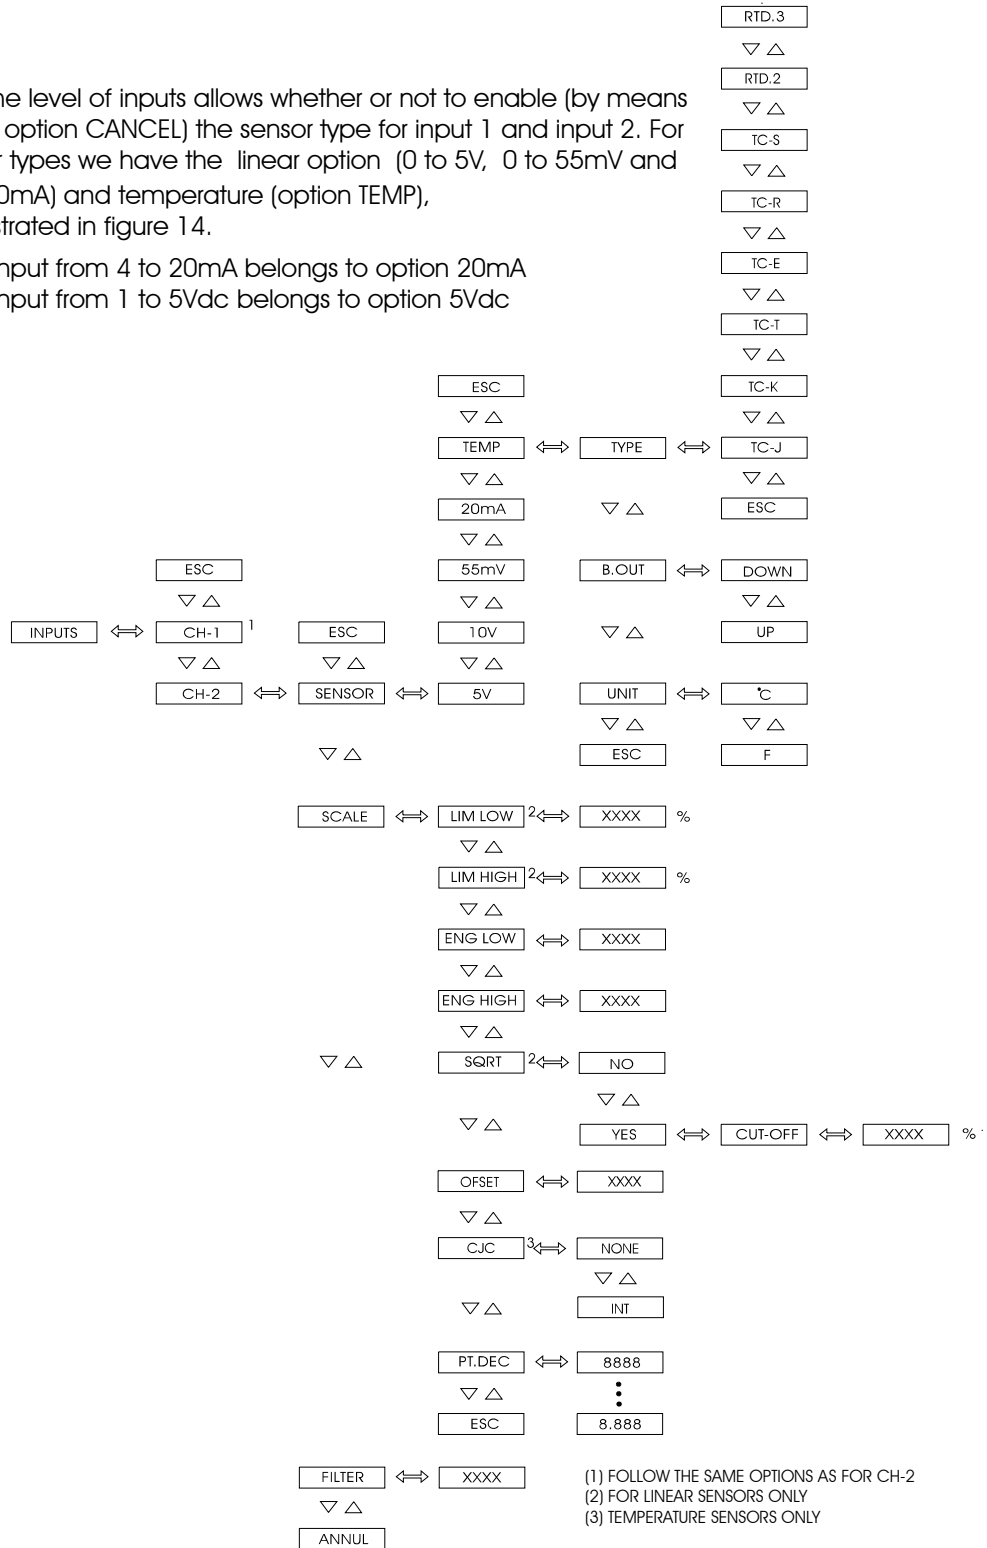 RTD.3
RTD.2
he level of inputs allows whether or not to enable (by means
option CANCEL) the sensor type for input 1 and input 2. For
r types we have the linear option (0 to 5V, 0 to 55mV and
0mA) and temperature (option TEMP),
strated in figure 14.
nput from 4 to 20mA belongs to option 20mA
nput from 1 to 5Vdc belongs to option 5Vdc
TC-S
TC-R
TC-E
TC-T
ESC TC-K
TEMP TYPE TC-J
20mA ESC
ESC 55mV B.OUT DOWN
INPUTS CH-1 1 ESC 10V UP
CH-2 SENSOR 5V UNIT °C
ESC F
SCALE LIM LOW 2 XXXX %
LIM HIGH 2 XXXX %
ENG LOW XXXX
ENG HIGH XXXX
SQRT 2 NO
YES CUT-OFF XXXX %
OFSET XXXX
CJC 3 NONE
INT
PT.DEC 8888
ESC 8.888
FILTER XXXX
ANNUL
(1) FOLLOW THE SAME OPTIONS AS FOR CH-2
(2) FOR LINEAR SENSORS ONLY
(3) TEMPERATURE SENSORS ONLY